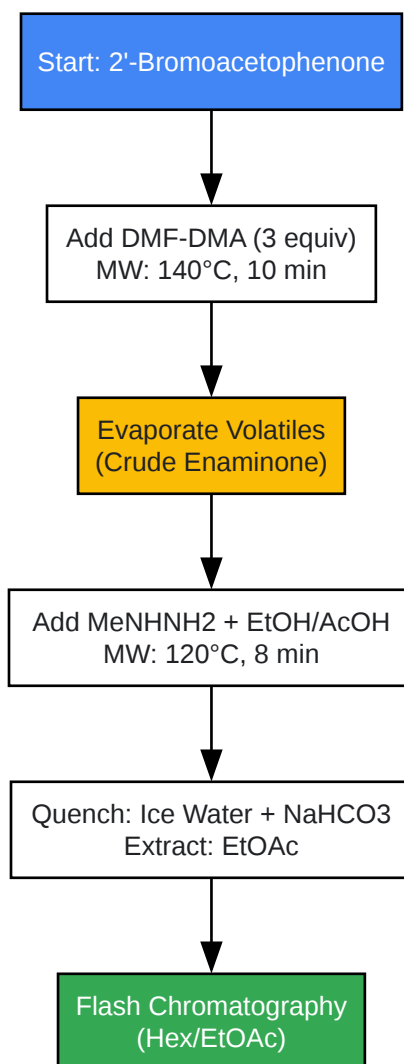 Start: 2'-Bromoacetophenone
Add DMF-DMA (3 equiv)
MW: 140°C, 10 min
Evaporate Volatiles
(Crude Enaminone)
Add MeNHNH2 + EtOH/AcOH
MW: 120°C, 8 min
Quench: Ice Water + NaHCO3
Extract: EtOAc
Flash Chromatography
(Hex/EtOAc)